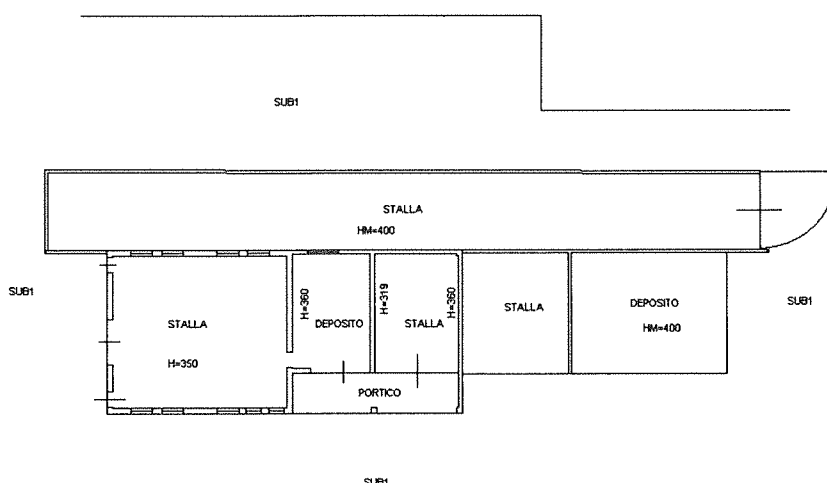 SUB1
STALLA
HM=400
SUB1
SUB1
H=360
H=319
H=360
STALLA
DEPOSITO
STALLA
STALLA
DEPOSITO
HM=400
H=350
PORTICO
SUB1